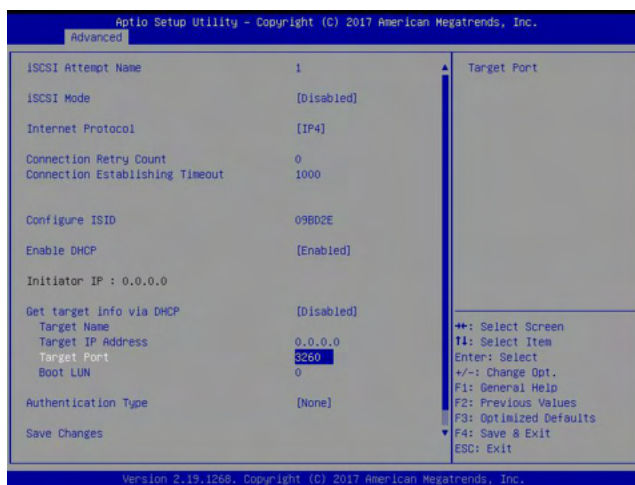 Aptio Setup Utility – Copyright (C) 2017 American Megatrends, Inc.
Advanced
iSCSI Attempt Name 1
iSCSI Mode [Disabled]
Internet Protocol [IP4]
Connection Retry Count 0
Connection Establishing Timeout 1000
Configure ISID 09BD2E
Enable DHCP [Enabled]
Initiator IP : 0.0.0.0
Get target info via DHCP [Disabled]
Target Name
Target IP Address 0.0.0.0
Target Port 3260
Boot LUN 0
Authentication Type [None]
Save Changes
Target Port
→←: Select Screen
↑↓: Select Item
Enter: Select
+/-: Change Opt.
F1: General Help
F2: Previous Values
F3: Optimized Defaults
F4: Save & Exit
ESC: Exit
Version 2.19.1268. Copyright (C) 2017 American Megatrends, Inc.